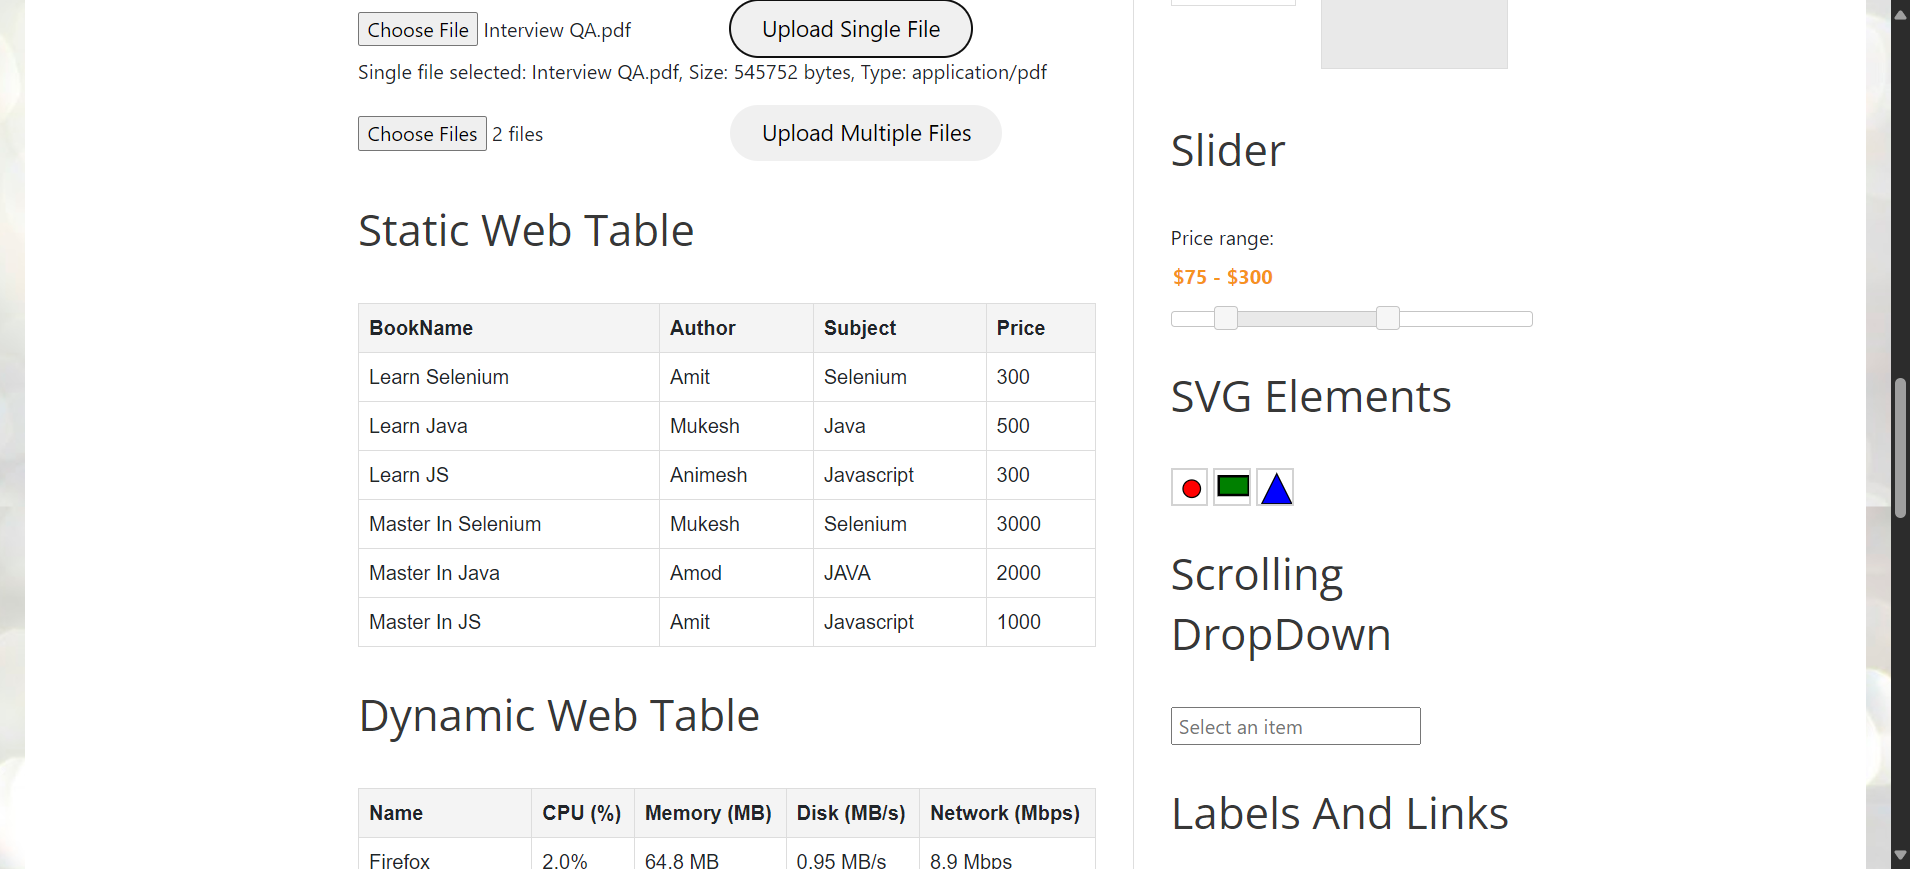 Choose File Interview QA.pdf Upload Single File
Single file selected: Interview QA.pdf, Size: 545752 bytes, Type: application/pdf
Choose Files 2 files Upload Multiple Files
Static Web Table
BookName Author Subject Price
Learn Selenium Amit Selenium 300
Learn Java Mukesh Java 500
Learn JS Animesh Javascript 300
Master In Selenium Mukesh Selenium 3000
Master In Java Amod JAVA 2000
Master In JS Amit Javascript 1000
Dynamic Web Table
Name CPU (%) Memory (MB) Disk (MB/s) Network (Mbps)
Firefox 2.0% 64.8 MB 0.95 MB/s 8.9 Mbps
Slider
Price range:
$75 - $300
SVG Elements
Scrolling
DropDown
Select an item
Labels And Links